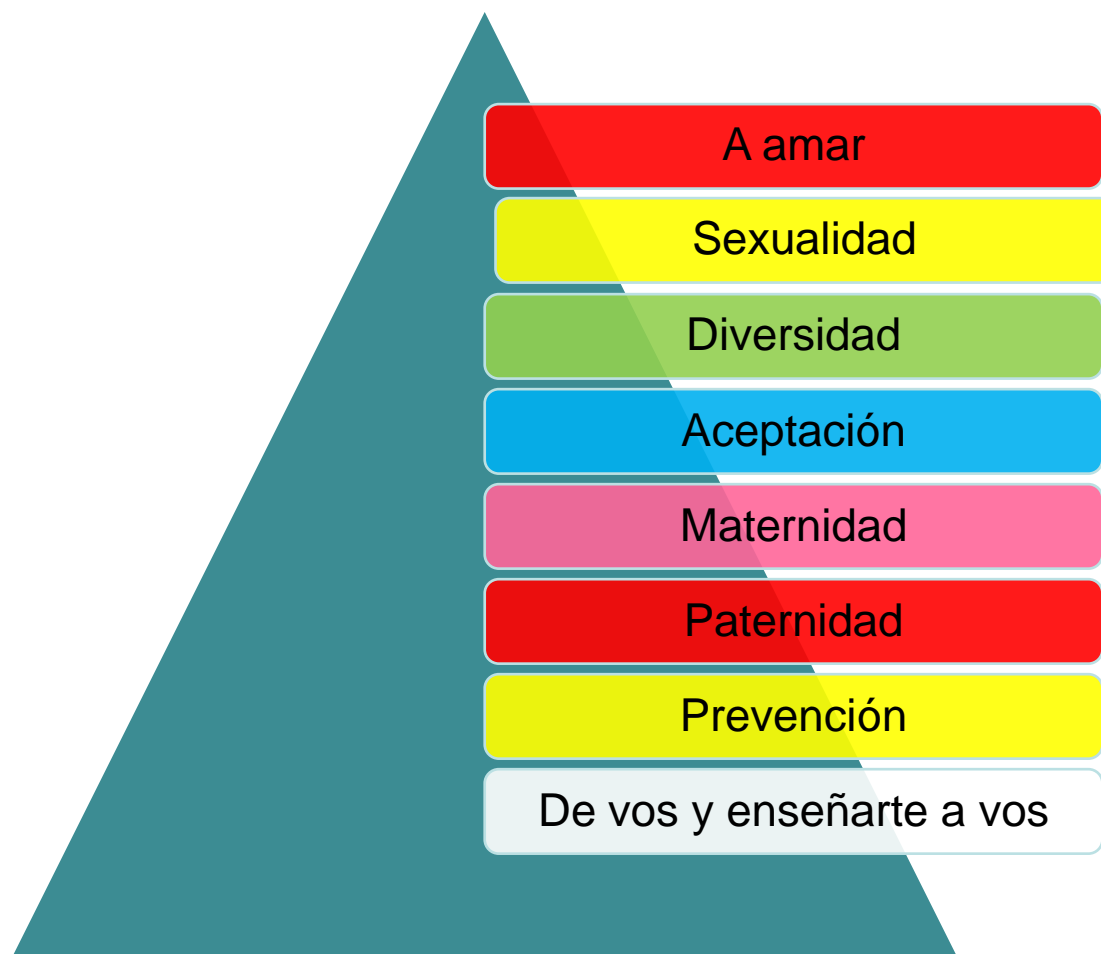 A amar
Sexualidad
Diversidad
Aceptación
Maternidad
Paternidad
Prevención
De vos y enseñarte a vos